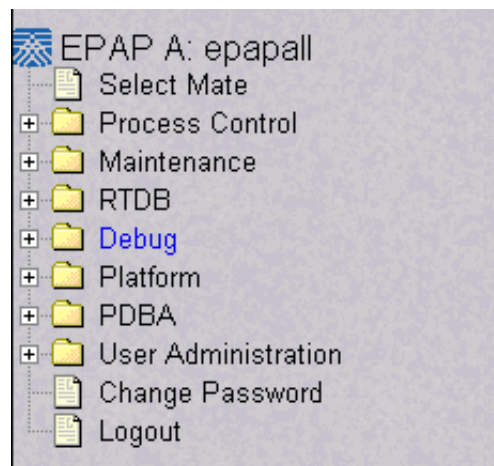 EPAP A: epapall
Select Mate
Process Control
Maintenance
RTDB
Debug
Platform
PDBA
User Administration
Change Password
Logout